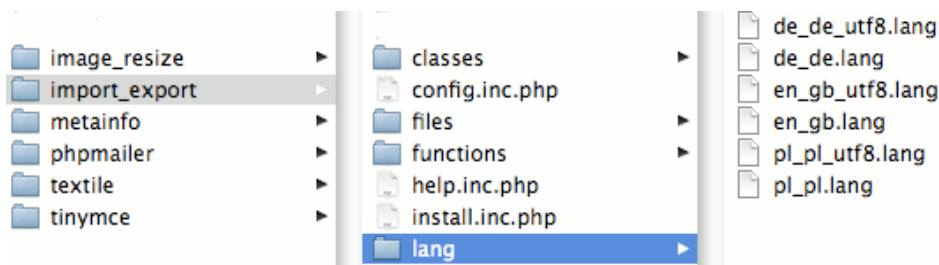 image_resize
import_export
metainfo
phpmailer
textile
tinymce
classes
config.inc.php
files
functions
help.inc.php
install.inc.php
lang
de_de_utf8.lang
de_de.lang
en_gb_utf8.lang
en_gb.lang
pl_pl_utf8.lang
pl_pl.lang